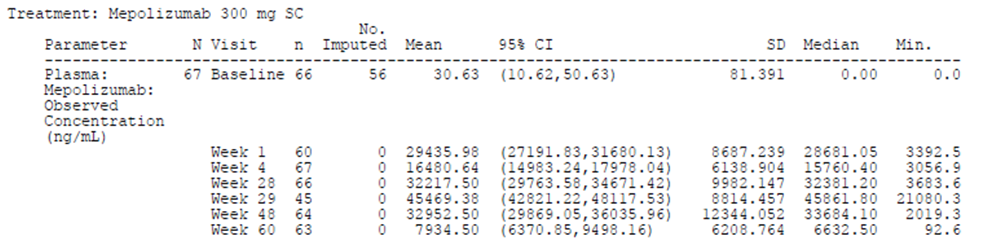 Treatment: Mepolizumab 300 mg SC
No.
Parameter N Visit n Imputed Mean 95% CI SD Median Min.
Plasma: 67 Baseline 66 56 30.63 (10.62,50.63) 81.391 0.00 0.0
Mepolizumab:
Observed
Concentration
(ng/mL)
Week 1 60 0 29435.98 (27191.83,31680.13) 8687.239 28681.05 3392.5
Week 4 67 0 16480.64 (14983.24,17978.04) 6138.904 15760.40 3056.9
Week 28 66 0 32217.50 (29763.58,34671.42) 9982.147 32381.20 3683.6
Week 29 45 0 45469.38 (42821.22,48117.53) 8814.457 45861.80 21080.3
Week 48 64 0 32952.50 (29869.05,36035.96) 12344.052 33684.10 2019.3
Week 60 63 0 7934.50 (6370.85,9498.16) 6208.764 6632.50 92.6